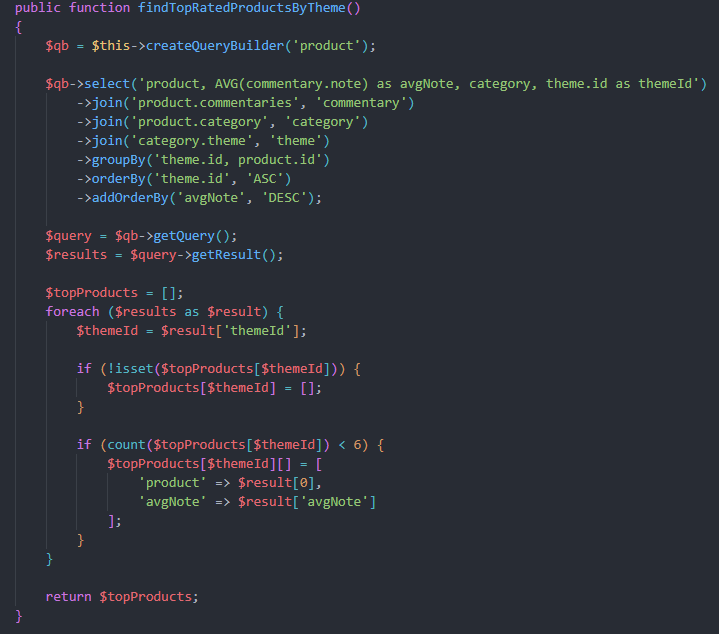 public function findTopRatedProductsByTheme()
{
    $qb = $this->createQueryBuilder('product');

    $qb->select('product, AVG(commentary.note) as avgNote, category, theme.id as themeId')
        ->join('product.commentaries', 'commentary')
        ->join('product.category', 'category')
        ->join('category.theme', 'theme')
        ->groupBy('theme.id, product.id')
        ->orderBy('theme.id', 'ASC')
        ->addOrderBy('avgNote', 'DESC');

    $query = $qb->getQuery();
    $results = $query->getResult();

    $topProducts = [];
    foreach ($results as $result) {
        $themeId = $result['themeId'];

        if (!isset($topProducts[$themeId])) {
            $topProducts[$themeId] = [];
        }

        if (count($topProducts[$themeId]) < 6) {
            $topProducts[$themeId][] = [
                'product' => $result[0],
                'avgNote' => $result['avgNote']
            ];
        }
    }

    return $topProducts;
}